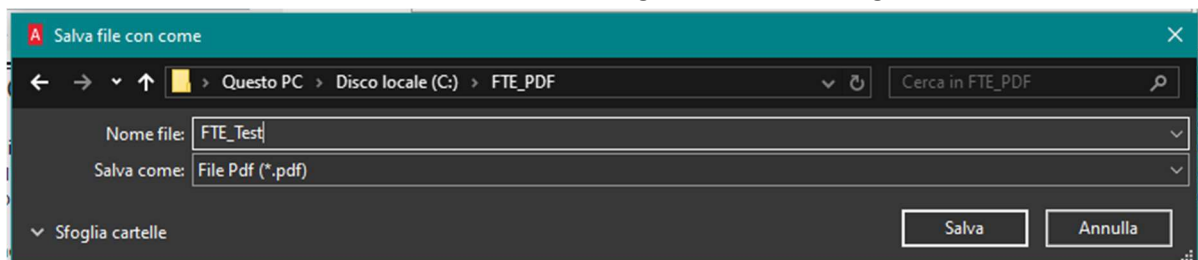 A Salva file con come
Questo PC > Disco locale (C:) > FTE_PDF Cerca in FTE_PDF
Nome file: FTE_Test
Salva come: File Pdf (*.pdf)
Sfoglia cartelle Salva Annulla